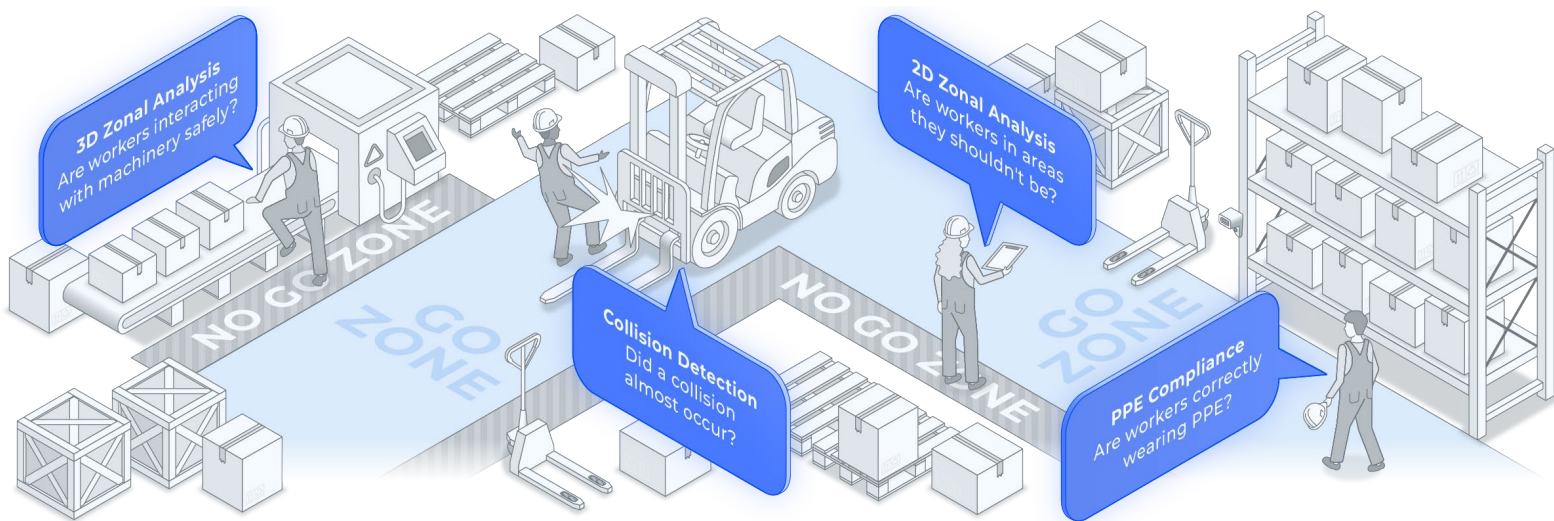 3D Zonal Analysis
Are workers interacting
with machinery safely?
2D Zonal Analysis
Are workers in areas
they shouldn't be?
NO GO ZONE
GO
ZONE
Collision Detection
Did a collision
almost occur?
NO GO ZONE
GO
ZONE
PPE Compliance
Are workers correctly
wearing PPE?